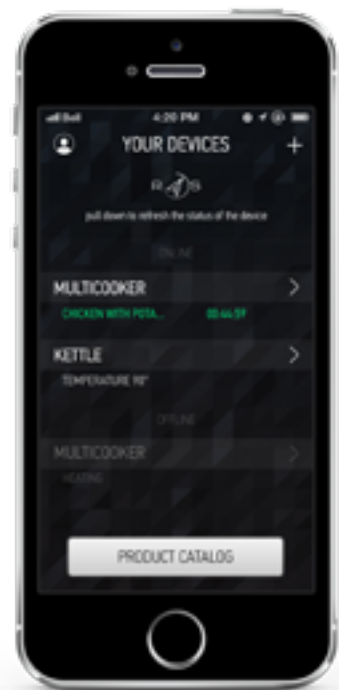 Bell 4:20 PM
YOUR DEVICES +
R S
pull down to refresh the status of the device
ONLINE
MULTICOOKER
CHICKEN WITH POTA... 00:44:59
KETTLE
TEMPERATURE 90°
OFFLINE
MULTICOOKER
HEATING
PRODUCT CATALOG